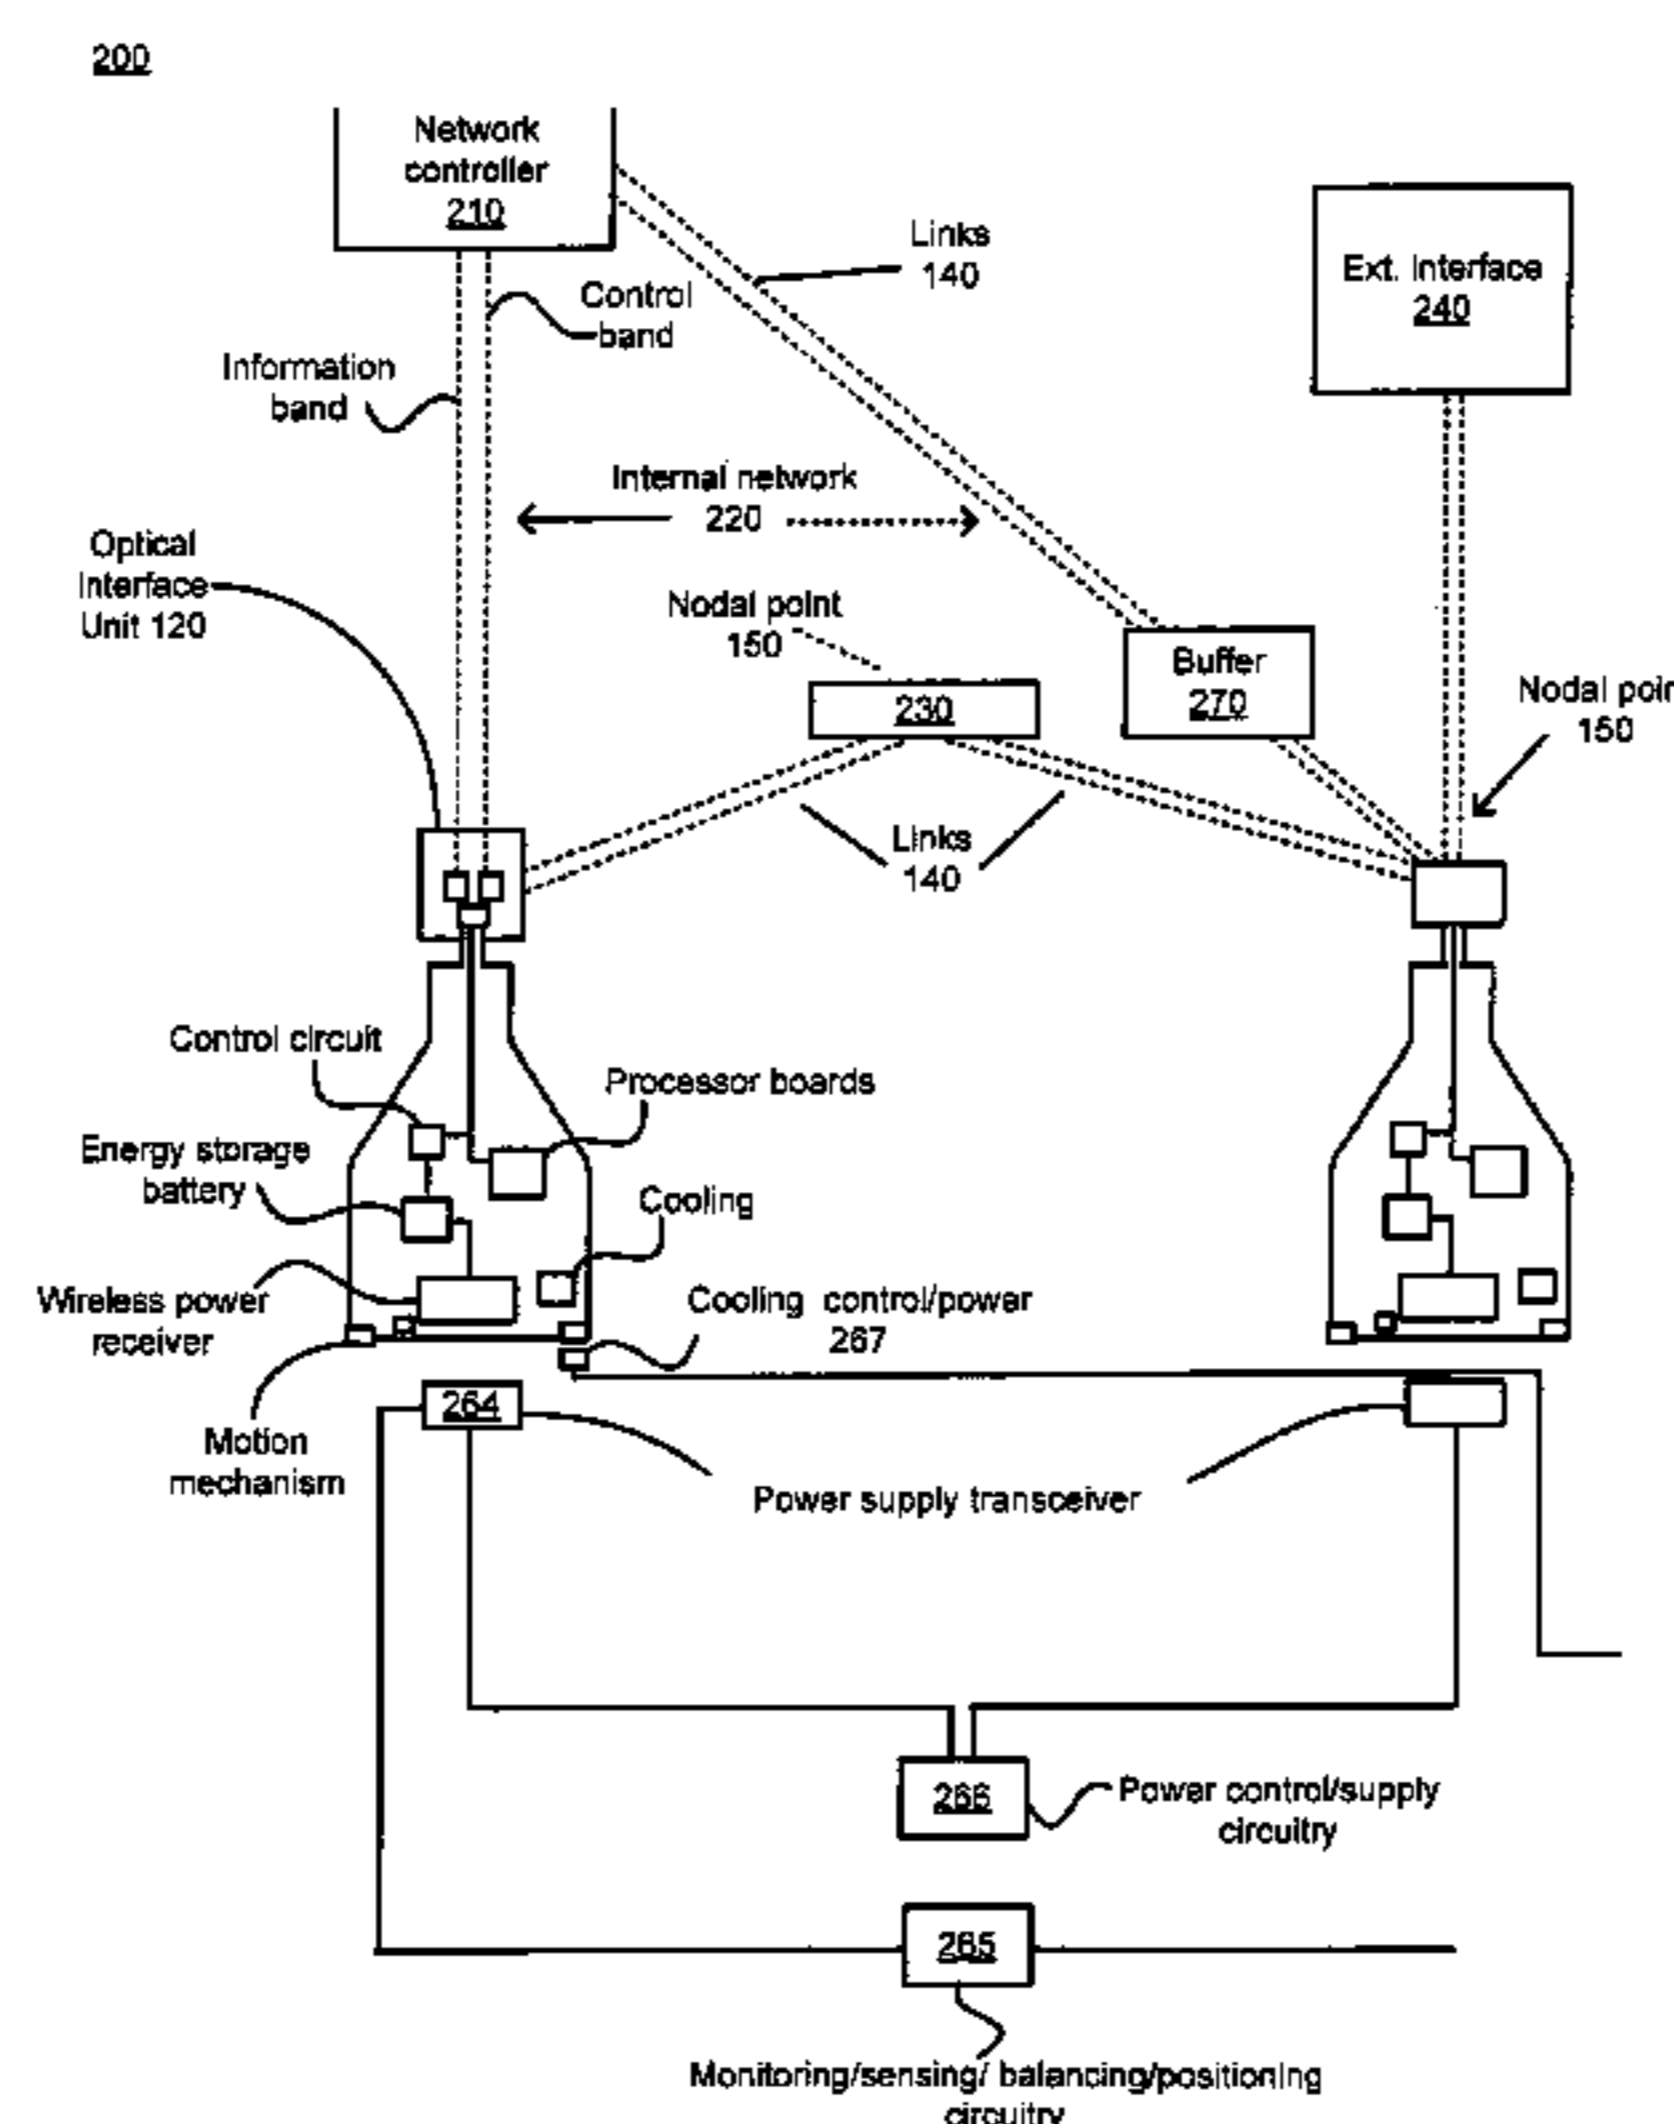 200
Network
controller
210
Links
140
Ext. Interface
240
Control
band
Information
band
Internal network
220
Optical
Interface
Unit 120
Nodal point
150
Buffer
270
230
Nodal poin
150
Links
140
Control circuit
Processor boards
Energy storage
battery
Cooling
Wireless power
receiver
Cooling control/power
267
264
Motion
mechanism
Power supply transceiver
266
Power control/supply
circuitry
265
Monitoring/sensing/ balancing/positioning
circuitry